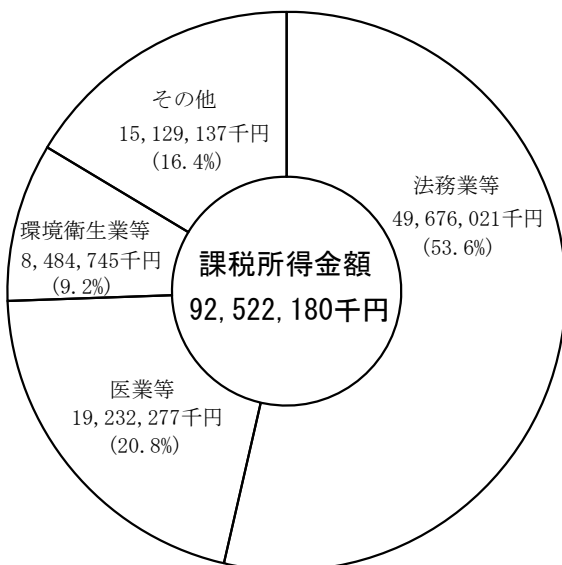 その他
15,129,137千円
(16.4%)
法務業等
49,676,021千円
(53.6%)
環境衛生業等
8,484,745千円
(9.2%)
課税所得金額
92,522,180千円
医業等
19,232,277千円
(20.8%)